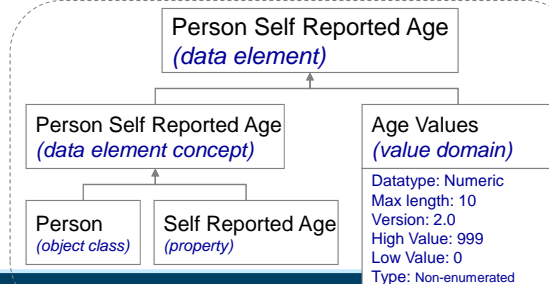 Person Self Reported Age
(data element)
Person Self Reported Age
(data element concept)
Age Values
(value domain)
Datatype: Numeric
Max length: 10
Version: 2.0
High Value: 999
Low Value: 0
Type: Non-enumerated
Person
(object class)
Self Reported Age
(property)